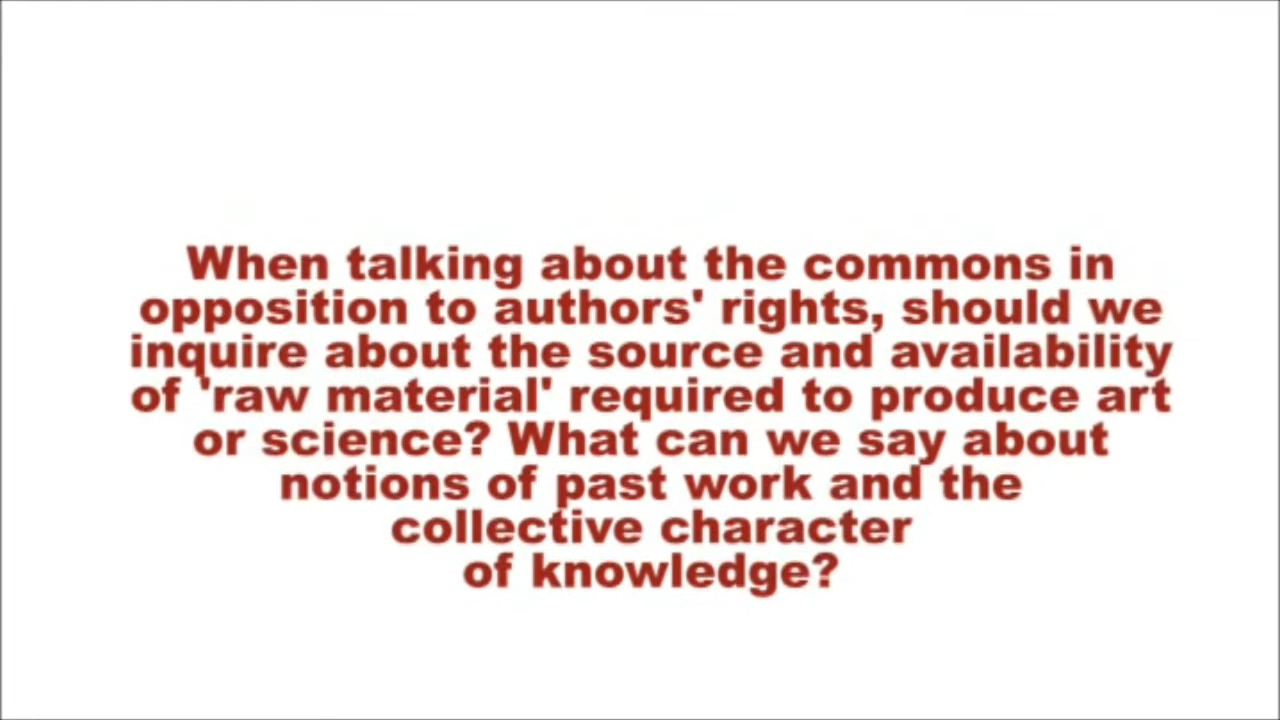 When talking about the commons in
opposition to authors' rights, should we
inquire about the source and availability
of 'raw material' required to produce art
or science? What can we say about
notions of past work and the
collective character
of knowledge?